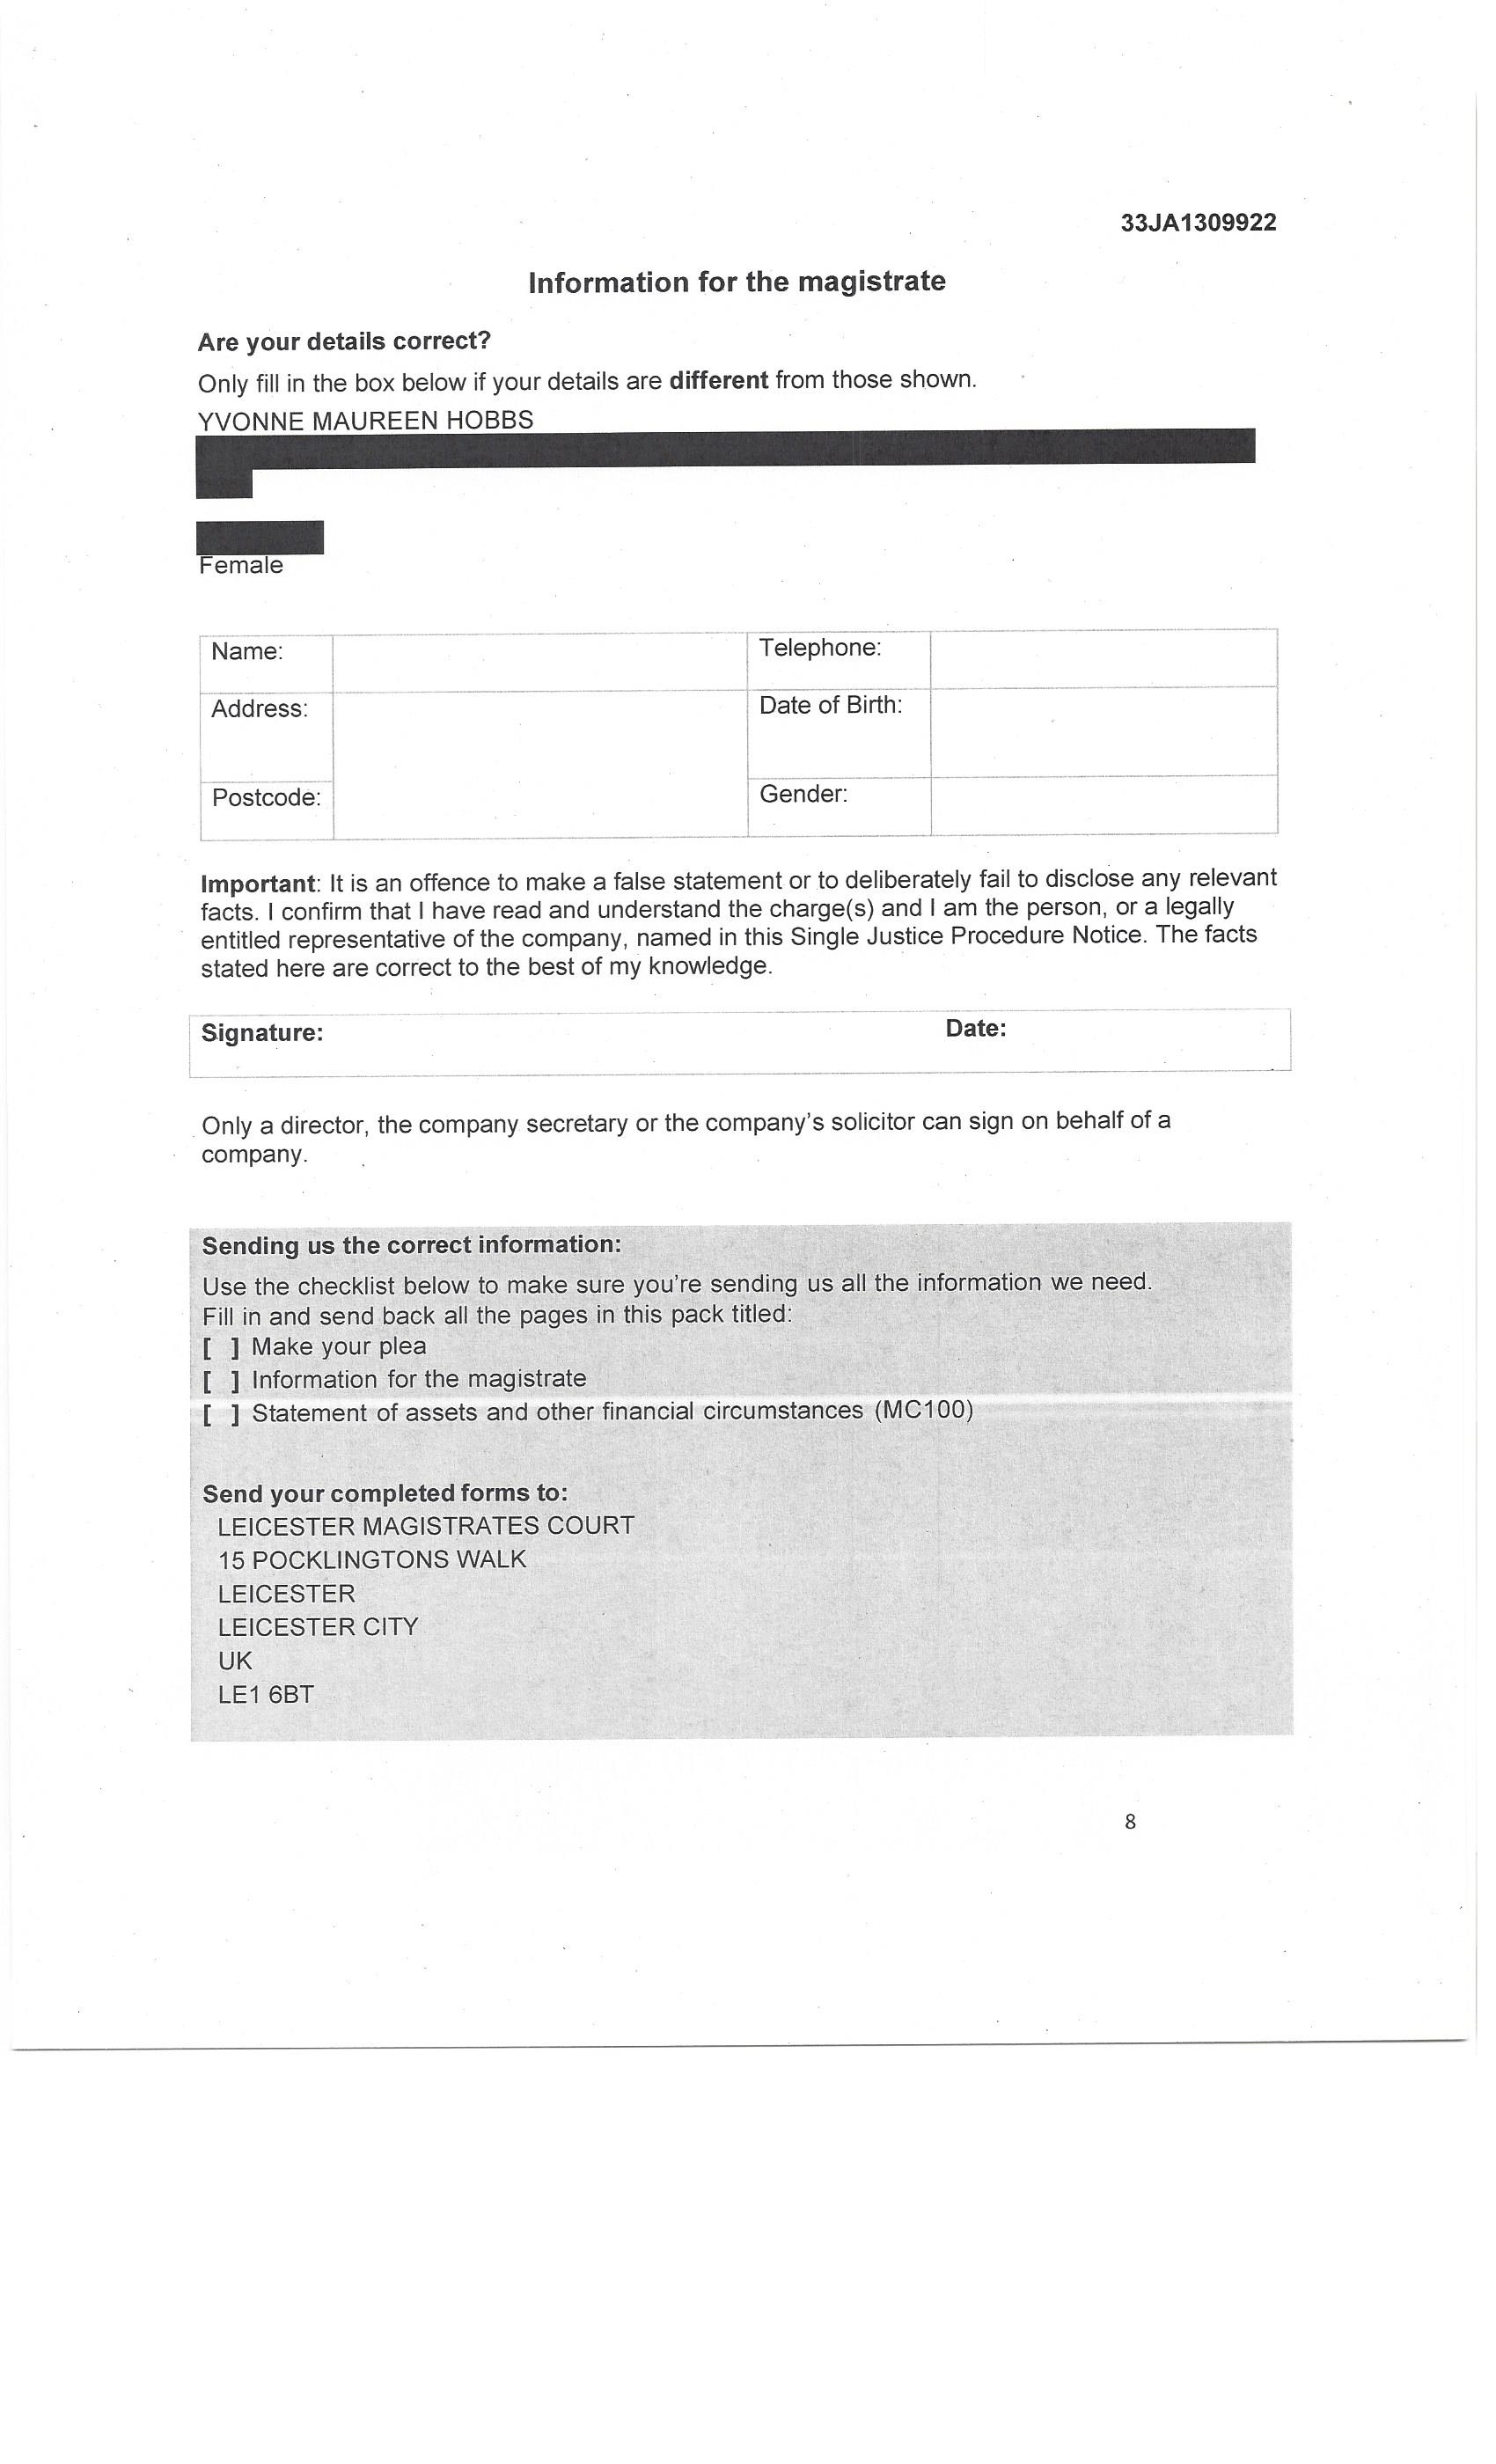 33JA1309922
Information for the magistrate
Are your details correct?
Only fill in the box below if your details are different from those shown.
YVONNE MAUREEN HOBBS
Female
Name:
Telephone:
Address:
Date of Birth:
Postcode:
Gender:
Important: It is an offence to make a false statement or to deliberately fail to disclose any relevant
facts. I confirm that I have read and understand the charge(s) and I am the person, or a legally
entitled representative of the company, named in this Single Justice Procedure Notice. The facts
stated here are correct to the best of my knowledge.
Signature: Date:
Only a director, the company secretary or the company's solicitor can sign on behalf of a
company.
Sending us the correct information:
Use the checklist below to make sure you're sending us all the information we need.
Fill in and send back all the pages in this pack titled:
[ ] Make your plea
[ ] Information for the magistrate
[ ] Statement of assets and other financial circumstances (MC100)
Send your completed forms to:
LEICESTER MAGISTRATES COURT
15 POCKLINGTONS WALK
LEICESTER
LEICESTER CITY
UK
LE1 6BT
8